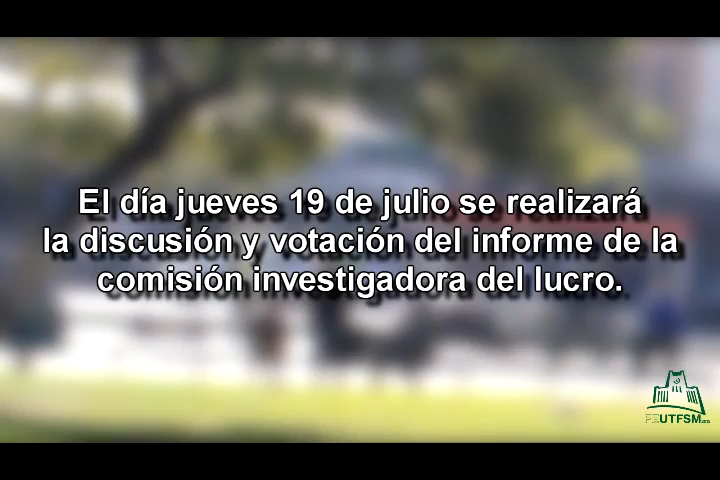 El día jueves 19 de julio se realizará
la discusión y votación del informe de la
comisión investigadora del lucro.
FEUTFSM.org